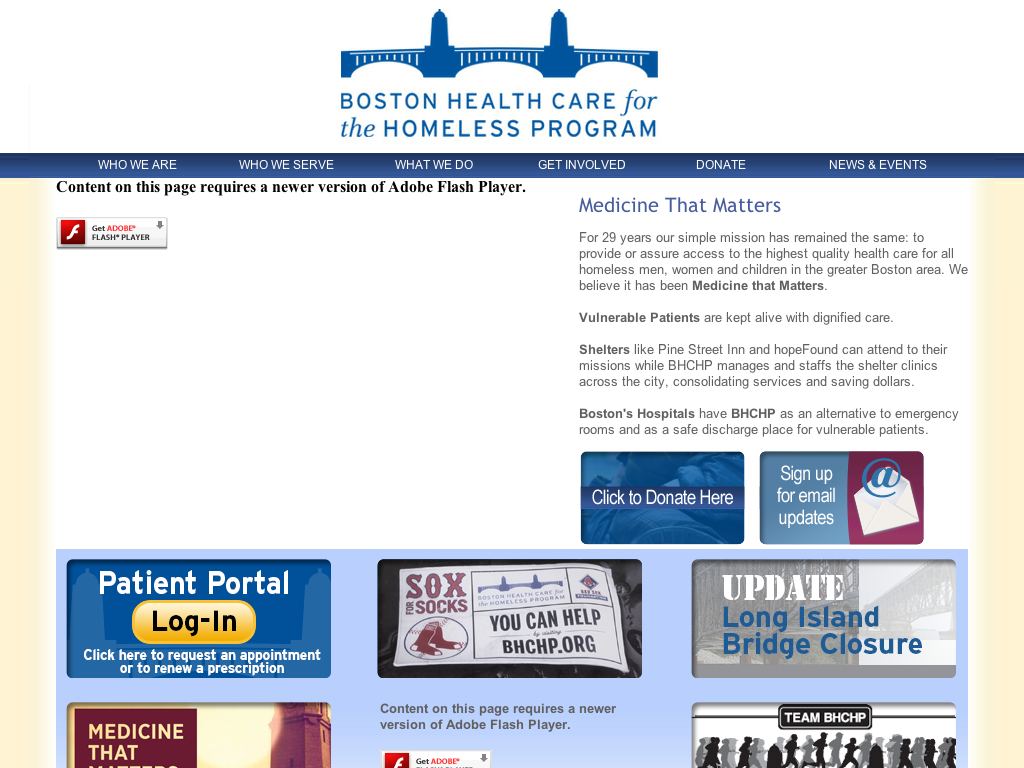 BOSTON HEALTH CARE for
the HOMELESS PROGRAM
WHO WE ARE
WHO WE SERVE
WHAT WE DO
GET INVOLVED
DONATE
NEWS & EVENTS
Content on this page requires a newer version of Adobe Flash Player.
Get ADOBE®
FLASH® PLAYER
Medicine That Matters
For 29 years our simple mission has remained the same: to
provide or assure access to the highest quality health care for all
homeless men, women and children in the greater Boston area. We
believe it has been Medicine that Matters.
Vulnerable Patients are kept alive with dignified care.
Shelters like Pine Street Inn and hopeFound can attend to their
missions while BHCHP manages and staffs the shelter clinics
across the city, consolidating services and saving dollars.
Boston's Hospitals have BHCHP as an alternative to emergency
rooms and as a safe discharge place for vulnerable patients.
Click to Donate Here
Sign up
for email
updates
@
Patient Portal
Log-In
Click here to request an appointment
or to renew a prescription
SOX
FOR SOCKS
BOSTON HEALTH CARE for
the HOMELESS PROGRAM
RED SOX
YOU CAN HELP
by visiting
BHCHP.ORG
UPDATE
Long Island
Bridge Closure
MEDICINE
THAT
MATTERS
Content on this page requires a newer
version of Adobe Flash Player.
Get ADOBE®
FLASH® PLAYER
TEAM BHCHP